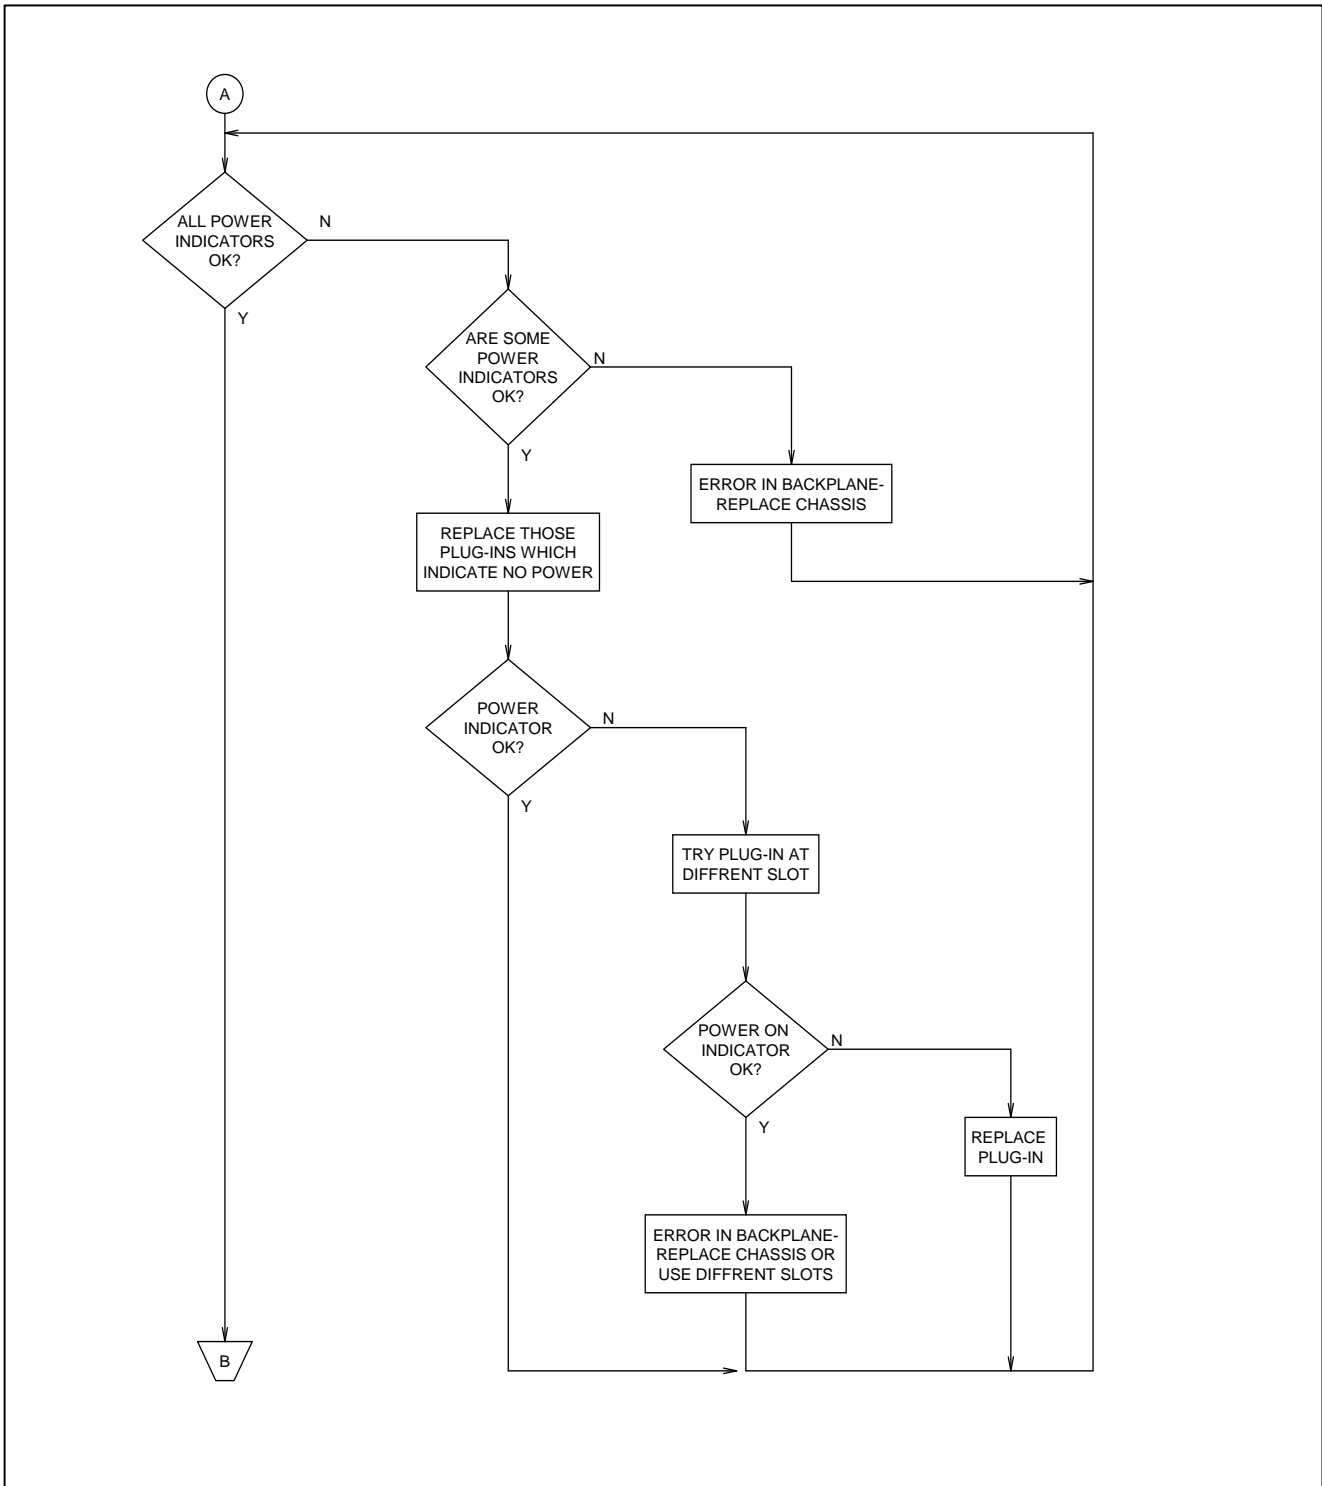 A
ALL POWER
INDICATORS
OK?
N
Y
ARE SOME
POWER
INDICATORS
OK?
N
Y
ERROR IN BACKPLANE-
REPLACE CHASSIS
REPLACE THOSE
PLUG-INS WHICH
INDICATE NO POWER
POWER
INDICATOR
OK?
N
Y
TRY PLUG-IN AT
DIFFRENT SLOT
POWER ON
INDICATOR
OK?
N
Y
REPLACE
PLUG-IN
ERROR IN BACKPLANE-
REPLACE CHASSIS OR
USE DIFFRENT SLOTS
B